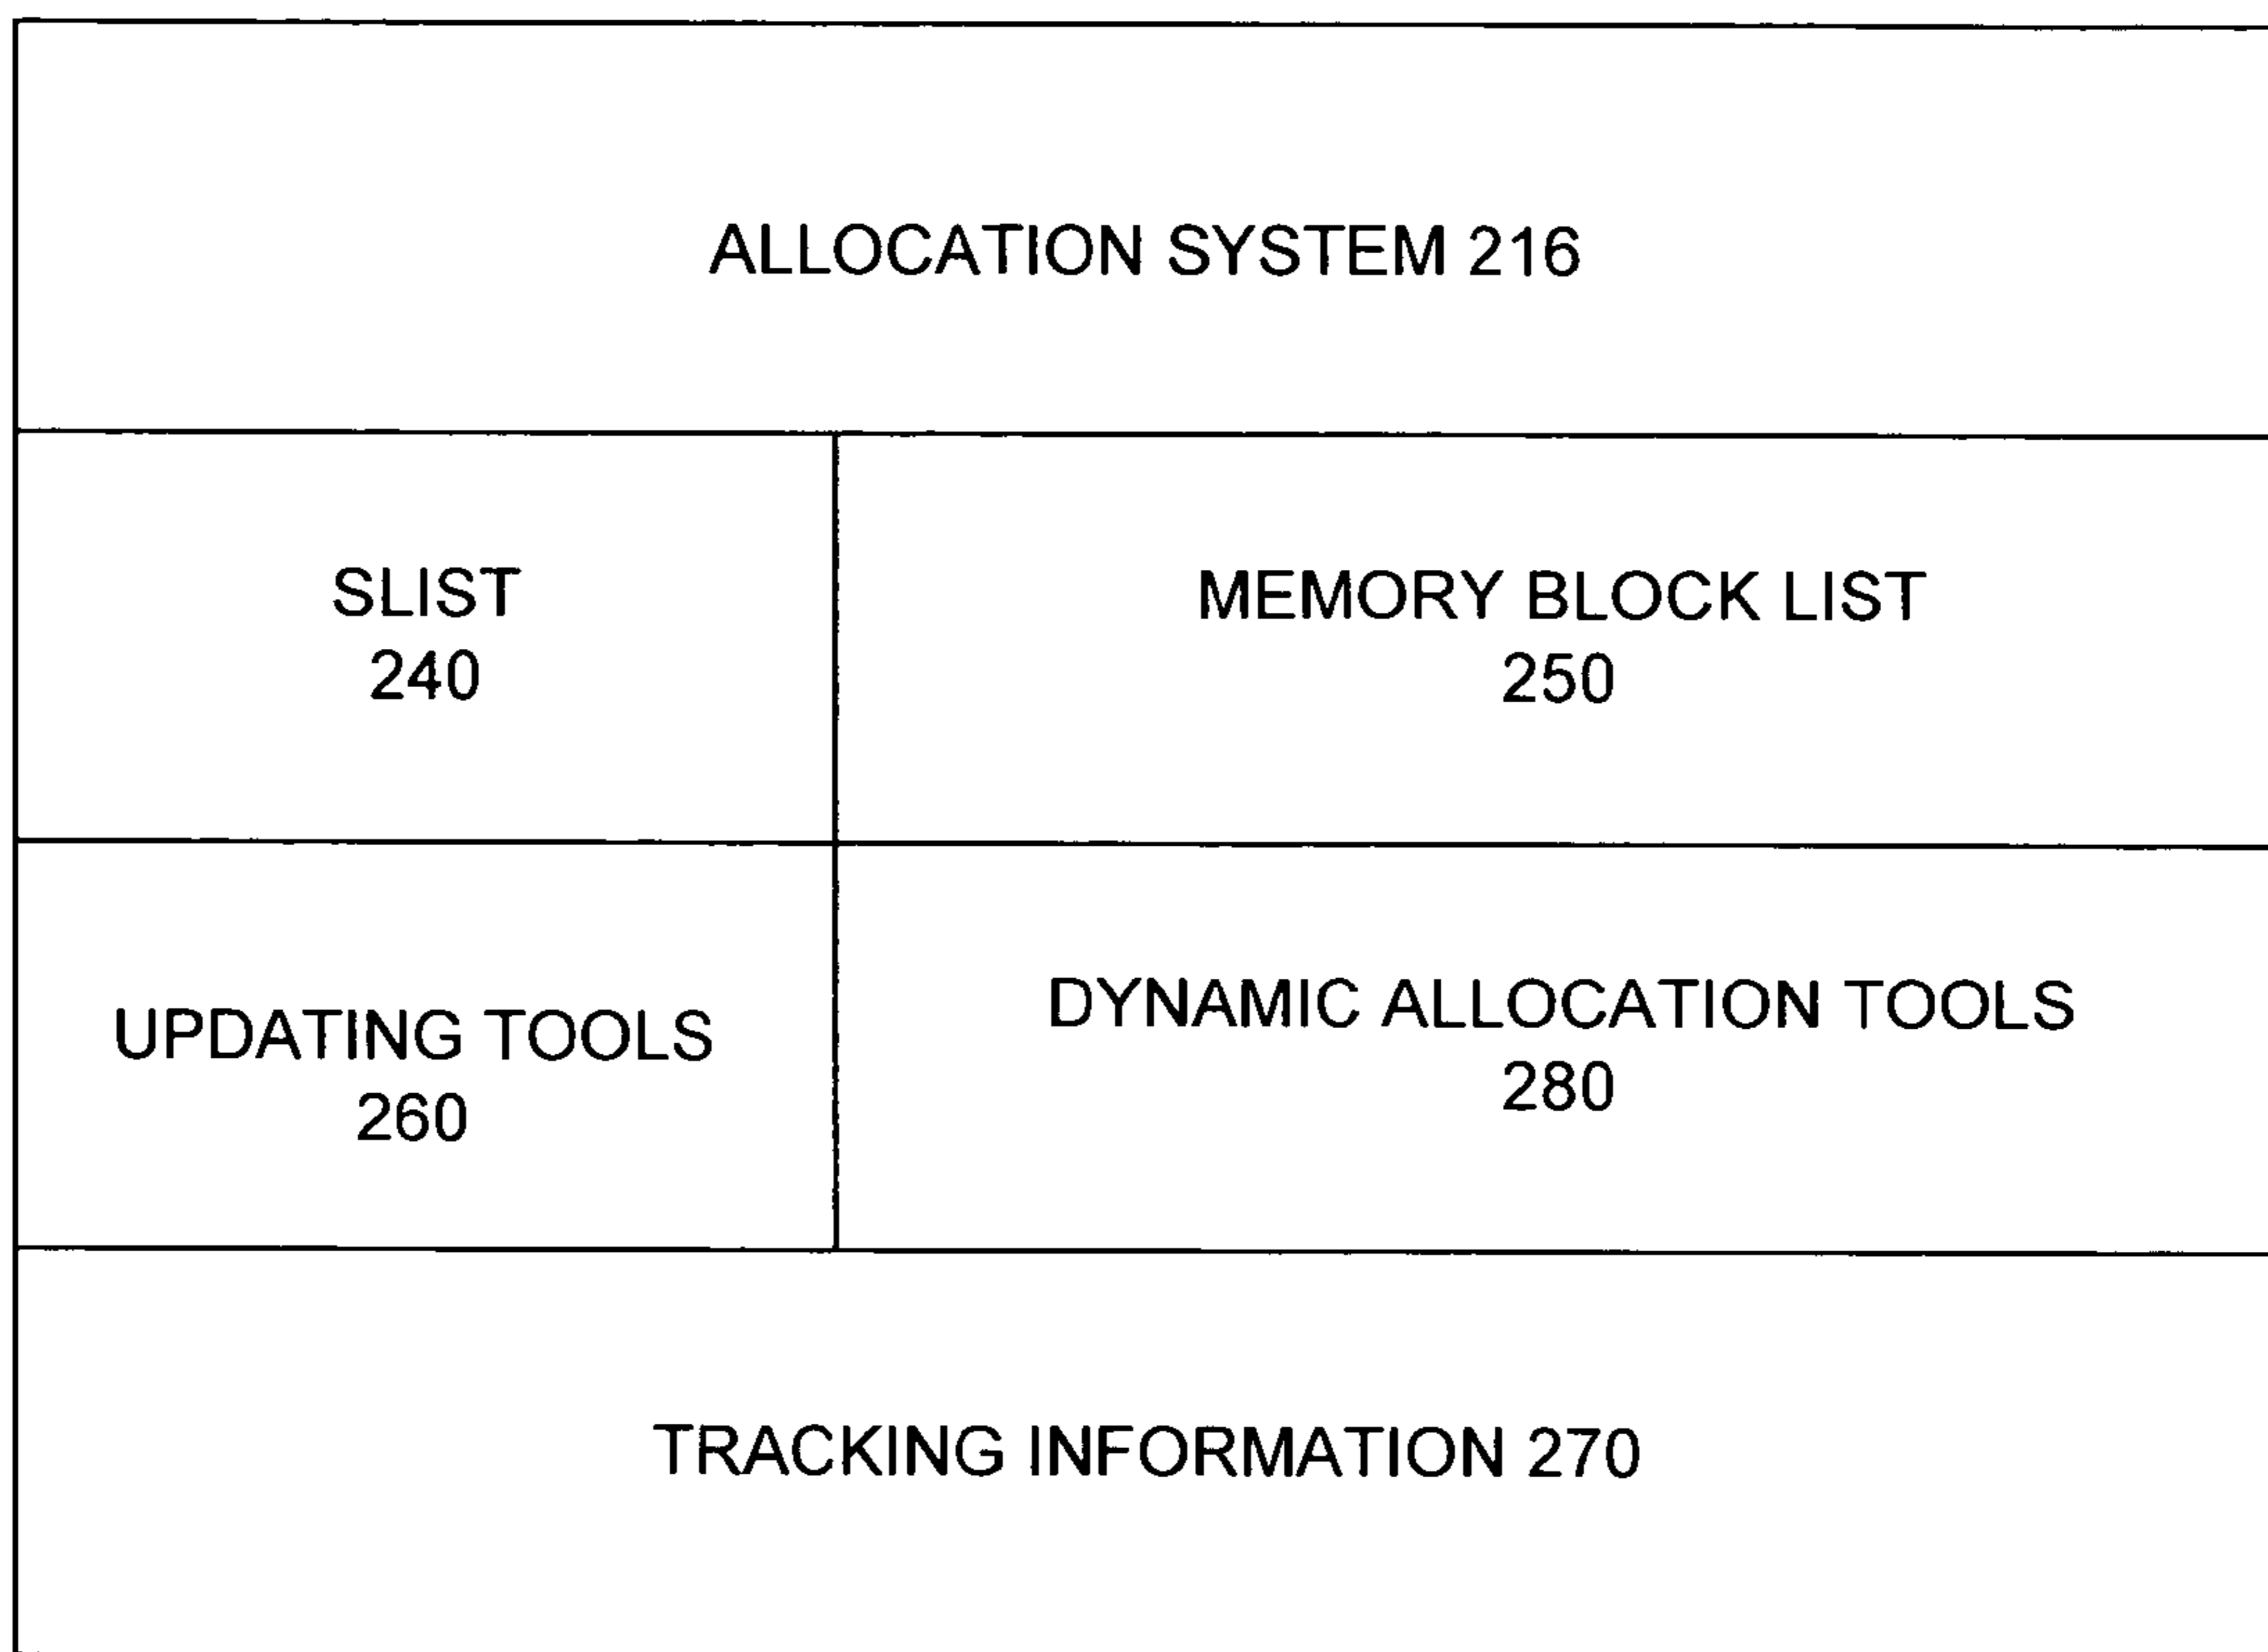 ALLOCATION SYSTEM 216
SLIST
240
MEMORY BLOCK LIST
250
UPDATING TOOLS
260
DYNAMIC ALLOCATION TOOLS
280
TRACKING INFORMATION 270